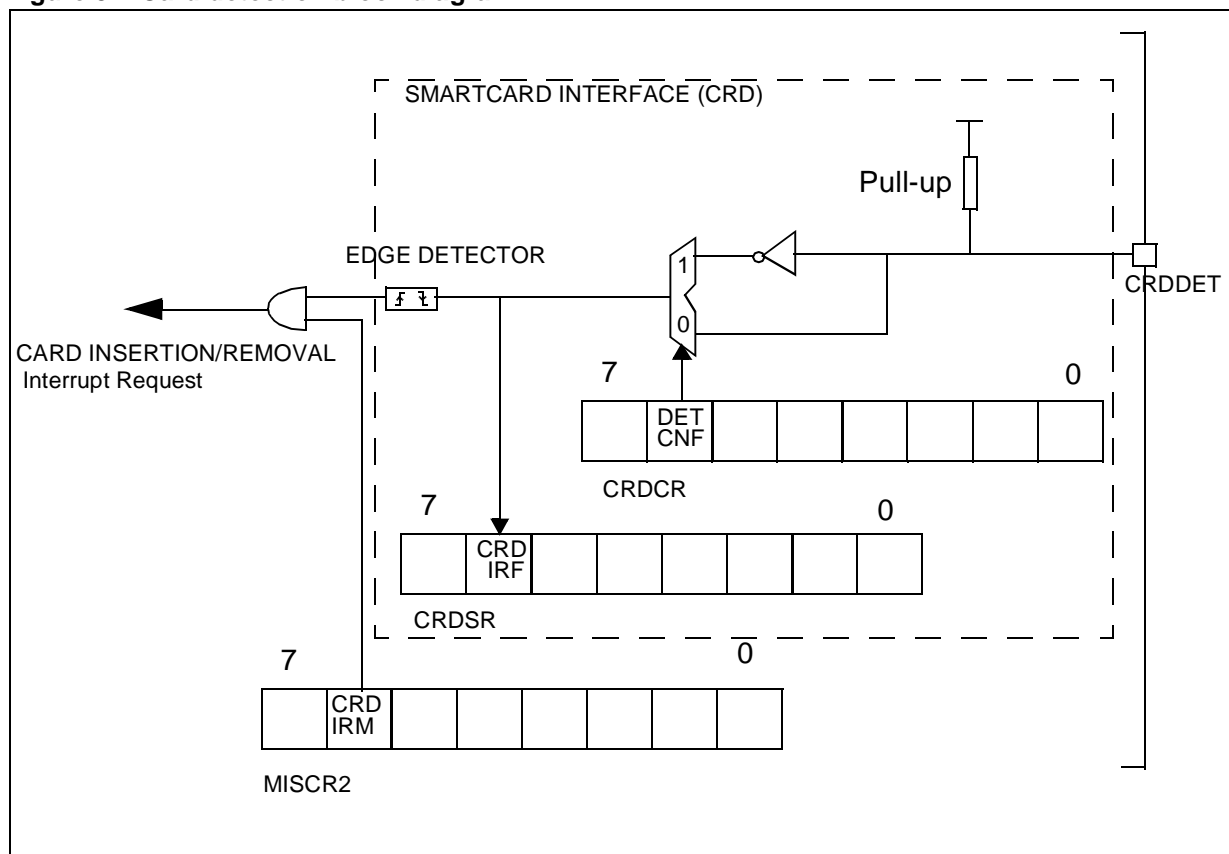 SMARTCARD INTERFACE (CRD)
Pull-up
EDGE DETECTOR
1
CRDDET
0
CARD INSERTION/REMOVAL
Interrupt Request
7
0
DET
CNF
CRDCR
7
0
CRD
IRF
CRDSR
7
0
CRD
IRM
MISCR2